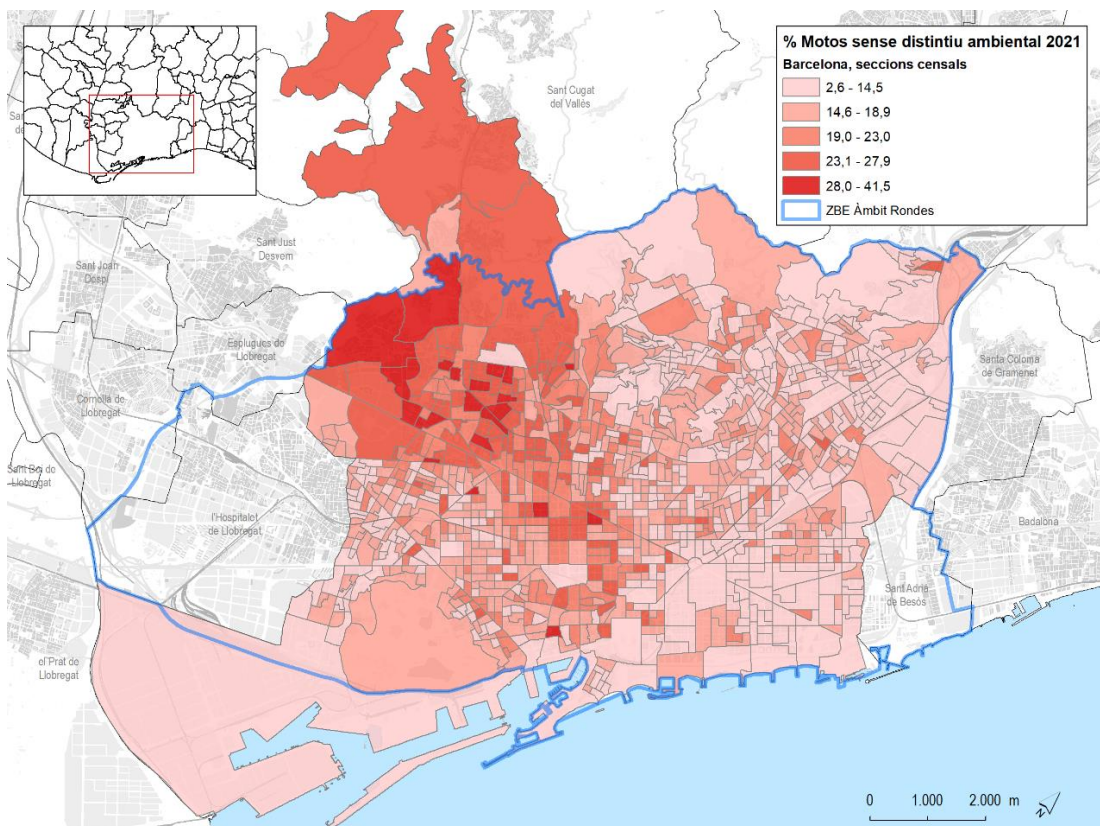 % Motos sense distintiu ambiental 2021
Barcelona, seccions censals
2,6 - 14,5
14,6 - 18,9
19,0 - 23,0
23,1 - 27,9
28,0 - 41,5
ZBE Àmbit Rondes
Sant Cugat
del Vallès
Sant Just
Desvern
Sant Joan
Despí
Esplugues de
Llobregat
Cornellà de
Llobregat
Santa Coloma
de Gramenet
Sant Boi de
Llobregat
l'Hospitalet
de Llobregat
Badalona
Sant Adrià
de Besòs
el Prat de
Llobregat
0 1.000 2.000 m